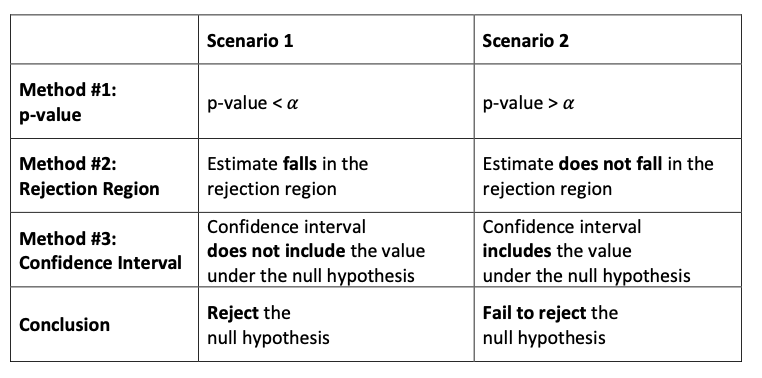 Scenario 1
Scenario 2
Method #1:
p-value
p-value < α
p-value > α
Method #2:
Rejection Region
Estimate falls in the
rejection region
Estimate does not fall in the
rejection region
Method #3:
Confidence Interval
Confidence interval
does not include the value
under the null hypothesis
Confidence interval
includes the value
under the null hypothesis
Conclusion
Reject the
null hypothesis
Fail to reject the
null hypothesis